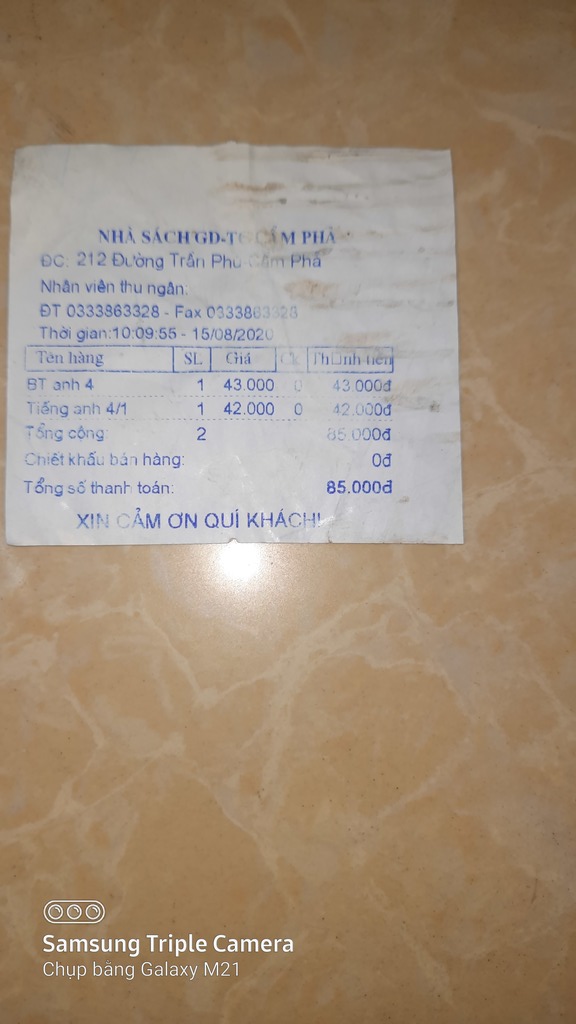 NHÀ SÁCH GD-TC CẨM PHẢ
ĐC: 212 Đường Trần Phú Cẩm Phả
Nhân viên thu ngân:
ĐT 0333863328 - Fax 0333863328
Thời gian:10:09:55 - 15/08/2020
Tên hàng SL Giá CK Thành tiền
BT anh 4 1 43.000 0 43.000đ
Tiếng anh 4/1 1 42.000 0 42.000đ
Tổng cộng: 2 85.000đ
Chiết khấu bán hàng: 0đ
Tổng số thanh toán: 85.000đ
XIN CẢM ƠN QUÍ KHÁCH!
Samsung Triple Camera
Chụp bằng Galaxy M21